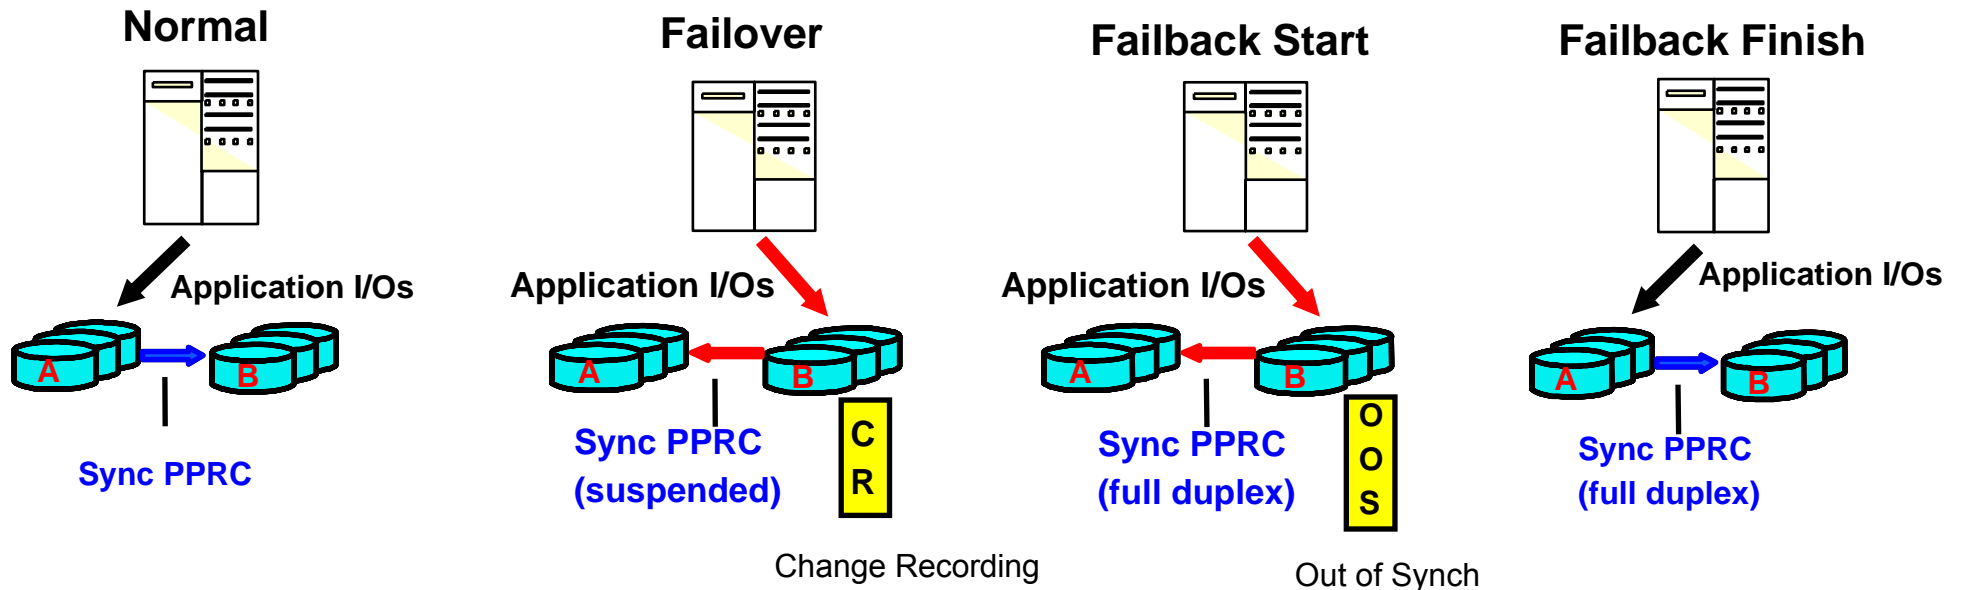 Normal
Failover
Failback Start
Failback Finish
Application I/Os
Application I/Os
Application I/Os
Application I/Os
A
B
A
B
A
B
A
B
Sync PPRC
Sync PPRC
(suspended)
C
R
Sync PPRC
(full duplex)
O
O
S
Sync PPRC
(full duplex)
Change Recording
Out of Synch